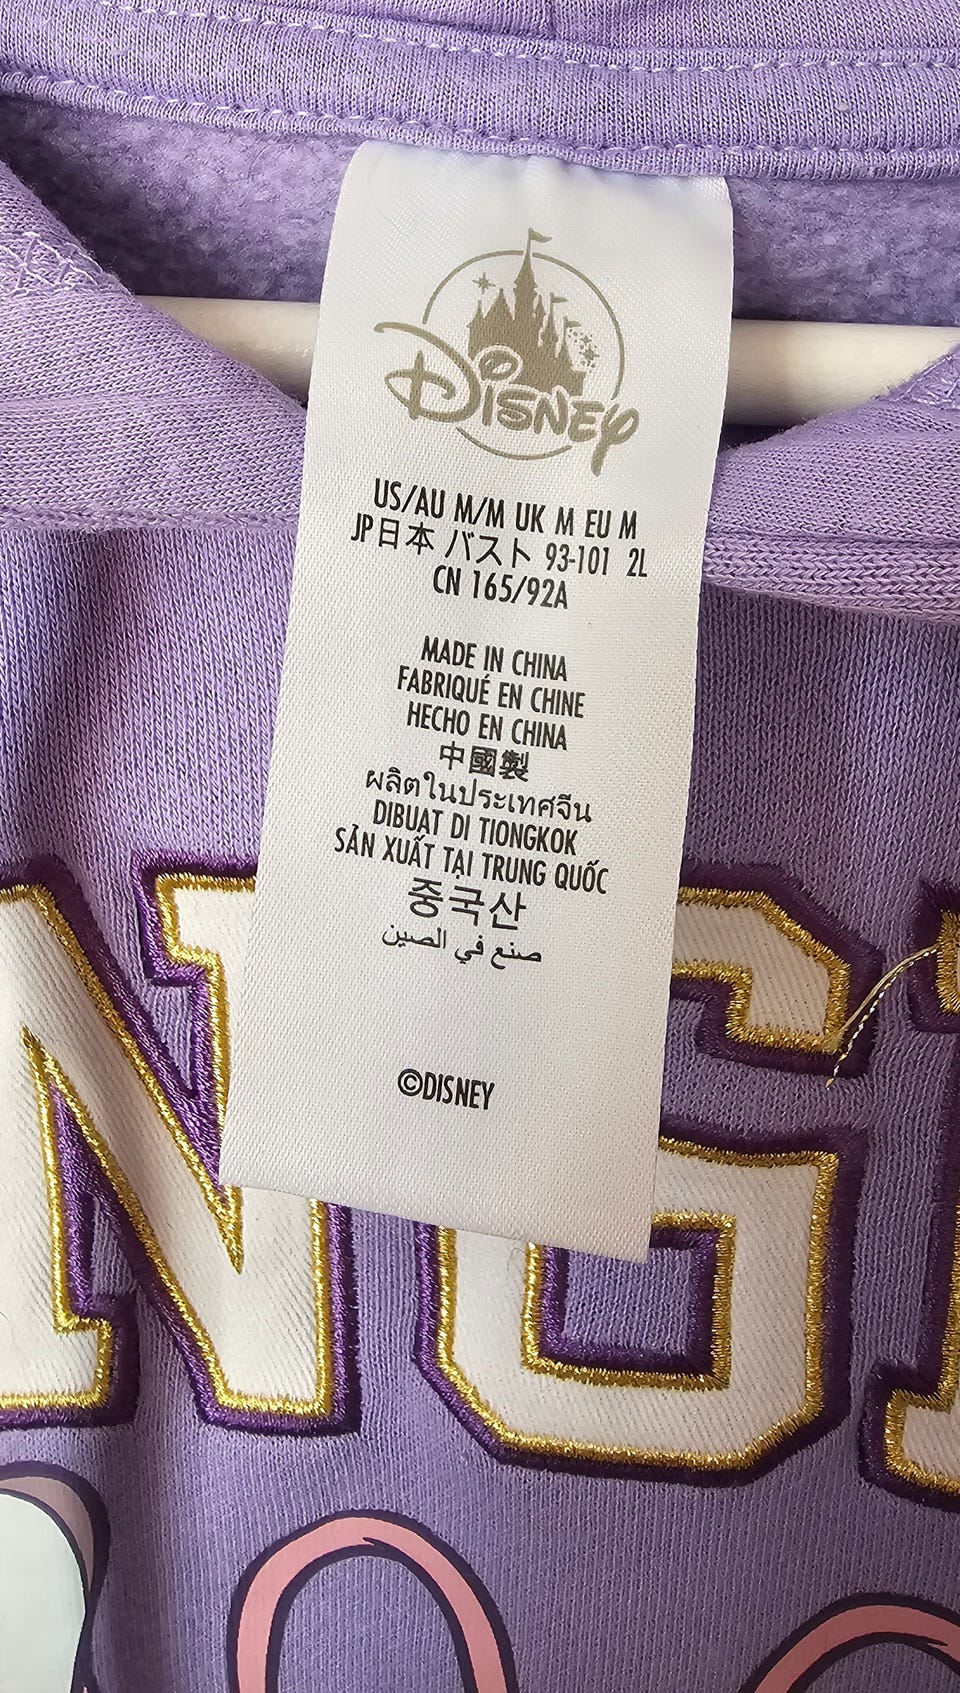 DISNEY
US/AU M/M UK M EU M
JP日本 バスト 93-101 2L
CN 165/92A
MADE IN CHINA
FABRIQUÉ EN CHINE
HECHO EN CHINA
中國製
ผลิตในประเทศจีน
DIBUAT DI TIONGKOK
SẢN XUẤT TẠI TRUNG QUỐC
중국산
صنع في الصين
©DISNEY
NG